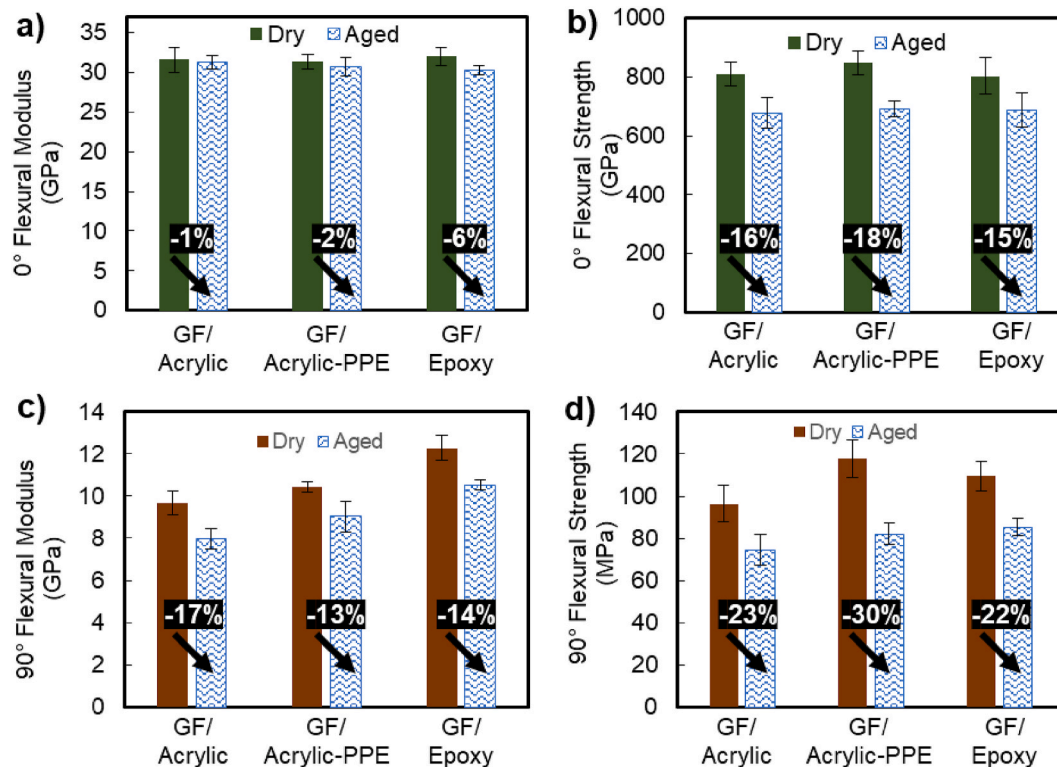 a)
0° Flexural Modulus
(GPa)
35
30
25
20
15
10
5
0
Dry Aged
-1% -2% -6%
GF/ GF/ GF/
Acrylic Acrylic-PPE Epoxy
b)
0° Flexural Strength
(GPa)
1000
800
600
400
200
0
Dry Aged
-16% -18% -15%
GF/ GF/ GF/
Acrylic Acrylic-PPE Epoxy
c)
90° Flexural Modulus
(GPa)
14
12
10
8
6
4
2
0
Dry Aged
-17% -13% -14%
GF/ GF/ GF/
Acrylic Acrylic-PPE Epoxy
d)
90° Flexural Strength
(MPa)
140
120
100
80
60
40
20
0
Dry Aged
-23% -30% -22%
GF/ GF/ GF/
Acrylic Acrylic-PPE Epoxy